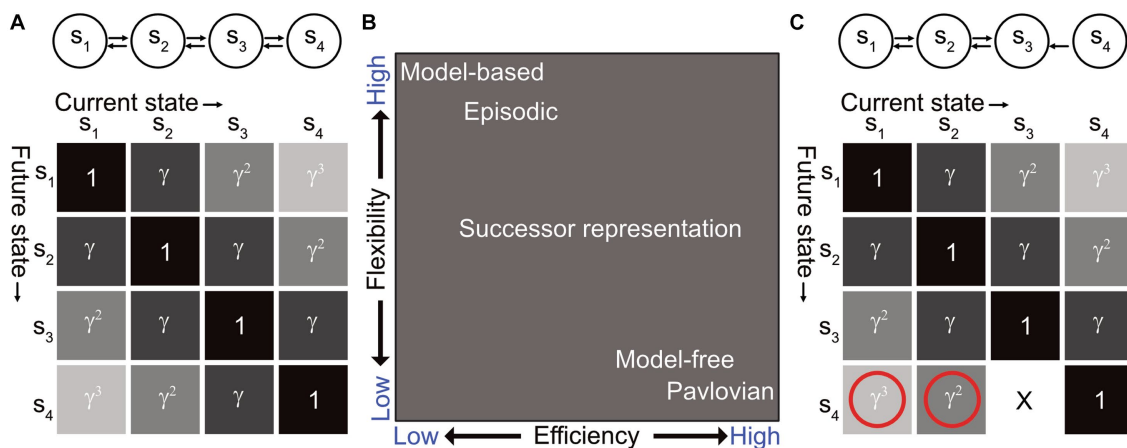 A
S1 S2 S3 S4
Current state →
S1 S2 S3 S4
Future state →
S1 1 γ γ² γ³
S2 γ 1 γ γ²
S3 γ² γ 1 γ
S4 γ³ γ² γ 1
B
High
Flexibility
Low
Model-based
Episodic
Successor representation
Model-free
Pavlovian
Low Efficiency High
C
S1 S2 S3 S4
Current state →
S1 S2 S3 S4
Future state →
S1 1 γ γ² γ³
S2 γ 1 γ γ²
S3 γ² γ 1 γ
S4 γ³ γ² X 1